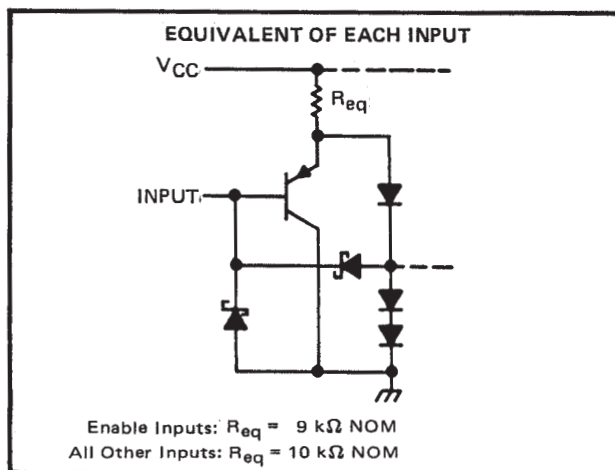 EQUIVALENT OF EACH INPUT
VCC
Req
INPUT
Enable Inputs: Req = 9 kΩ NOM
All Other Inputs: Req = 10 kΩ NOM